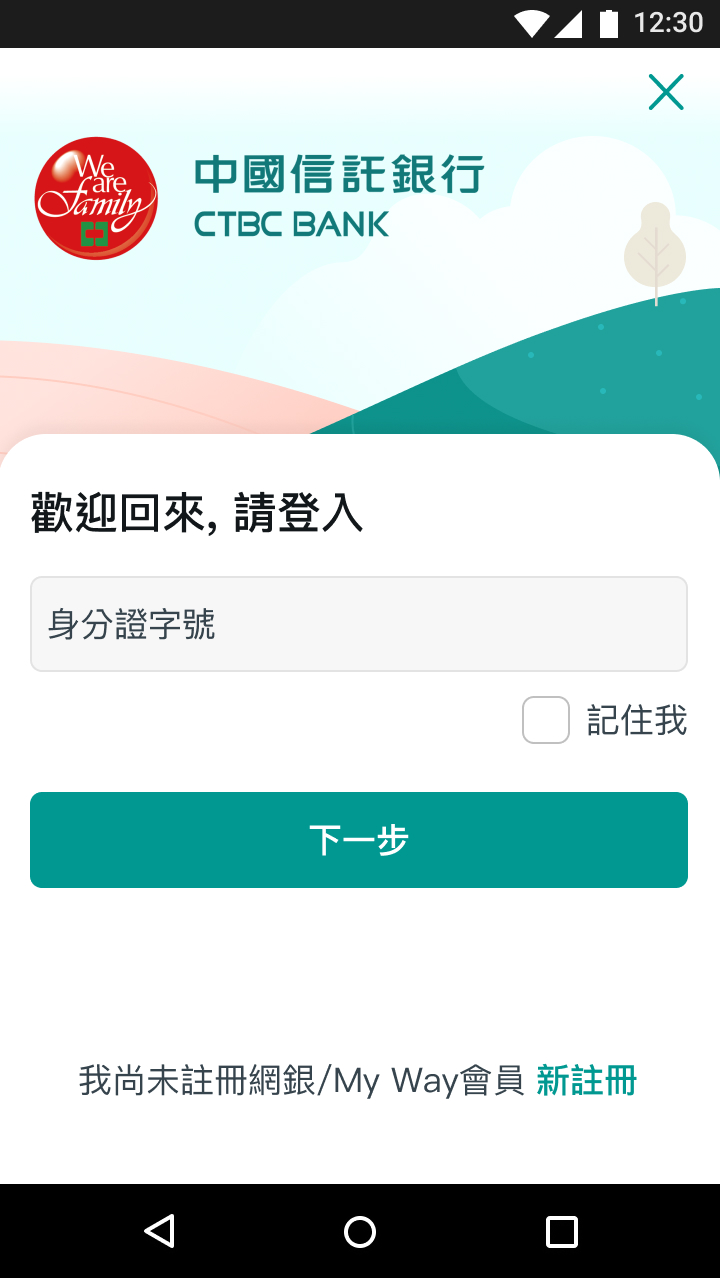 12:30
We
are
Family
中國信託銀行
CTBC BANK
歡迎回來, 請登入
身分證字號
記住我
下一步
我尚未註冊網銀/My Way會員 新註冊